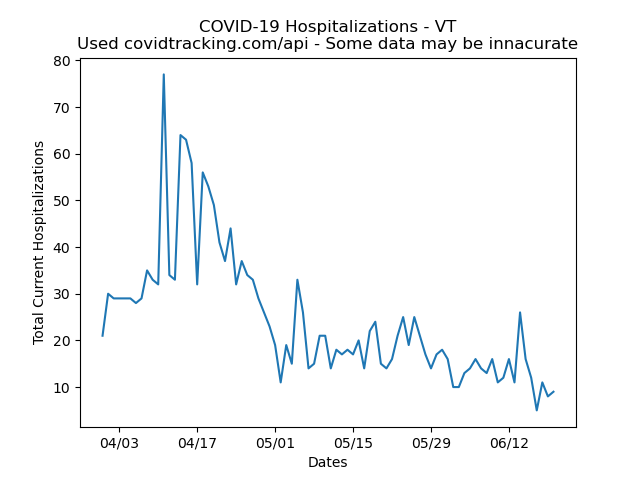 COVID-19 Hospitalizations - VT
Used covidtracking.com/api - Some data may be innacurate
80
70
60
50
40
30
20
10
Total Current Hospitalizations
04/03 04/17 05/01 05/15 05/29 06/12
Dates